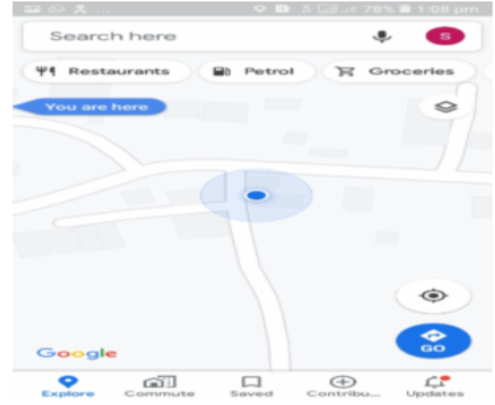 78% 1:08 pm
Search here
S
Restaurants Petrol Groceries
You are here
GO
Google
Explore Commute Saved Contribu... Updates